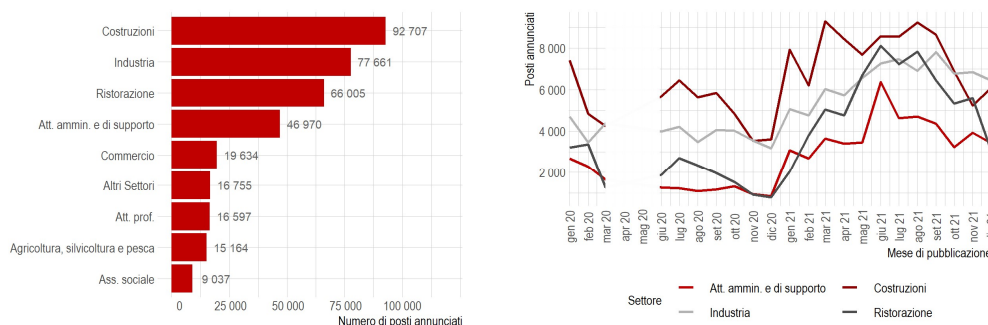 Costruzioni
92 707
Industria
77 661
Ristorazione
66 005
Att. ammin. e di supporto
46 970
Commercio
19 634
Altri Settori
16 755
Att. prof.
16 597
Agricoltura, silvicoltura e pesca
15 164
Ass. sociale
9 037
0 25 000 50 000 75 000 100 000
Numero di posti annunciati
Posti annunciati
8 000
6 000
4 000
2 000
gen 20
feb 20
mar 20
apr 20
mag 20
giu 20
lug 20
ago 20
set 20
ott 20
nov 20
dic 20
gen 21
feb 21
mar 21
apr 21
mag 21
giu 21
lug 21
ago 21
set 21
ott 21
nov 21
Mese di pubblicazione
Settore
Att. ammin. e di supporto
Costruzioni
Industria
Ristorazione